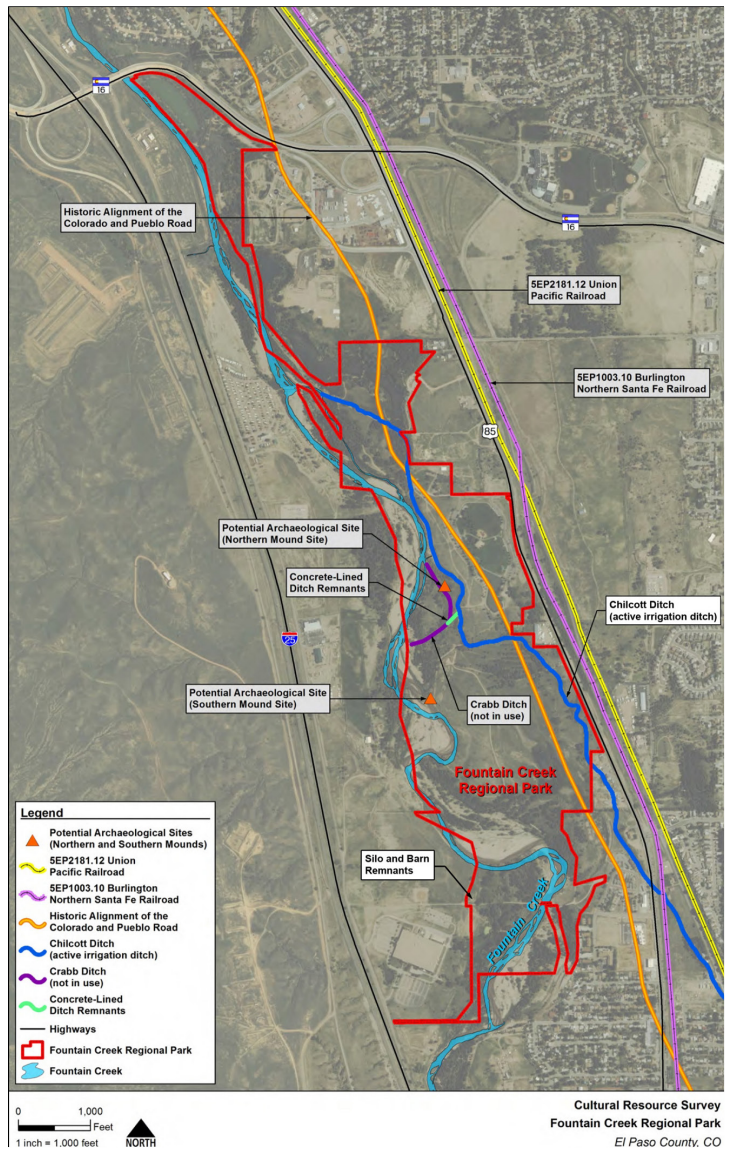 16
Historic Alignment of the
Colorado and Pueblo Road
16
5EP2181.12 Union
Pacific Railroad
5EP1003.10 Burlington
Northern Santa Fe Railroad
85
Potential Archaeological Site
(Northern Mound Site)
Concrete-Lined
Ditch Remnants
Chilcott Ditch
(active irrigation ditch)
25
Potential Archaeological Site
(Southern Mound Site)
Crabb Ditch
(not in use)
Fountain Creek
Regional Park
Silo and Barn
Remnants
Fountain Creek
Legend
Potential Archaeological Sites
(Northern and Southern Mounds)
5EP2181.12 Union
Pacific Railroad
5EP1003.10 Burlington
Northern Santa Fe Railroad
Historic Alignment of the
Colorado and Pueblo Road
Chilcott Ditch
(active irrigation ditch)
Crabb Ditch
(not in use)
Concrete-Lined
Ditch Remnants
Highways
Fountain Creek Regional Park
Fountain Creek
0 1,000
Feet
1 inch = 1,000 feet
NORTH
Cultural Resource Survey
Fountain Creek Regional Park
El Paso County, CO